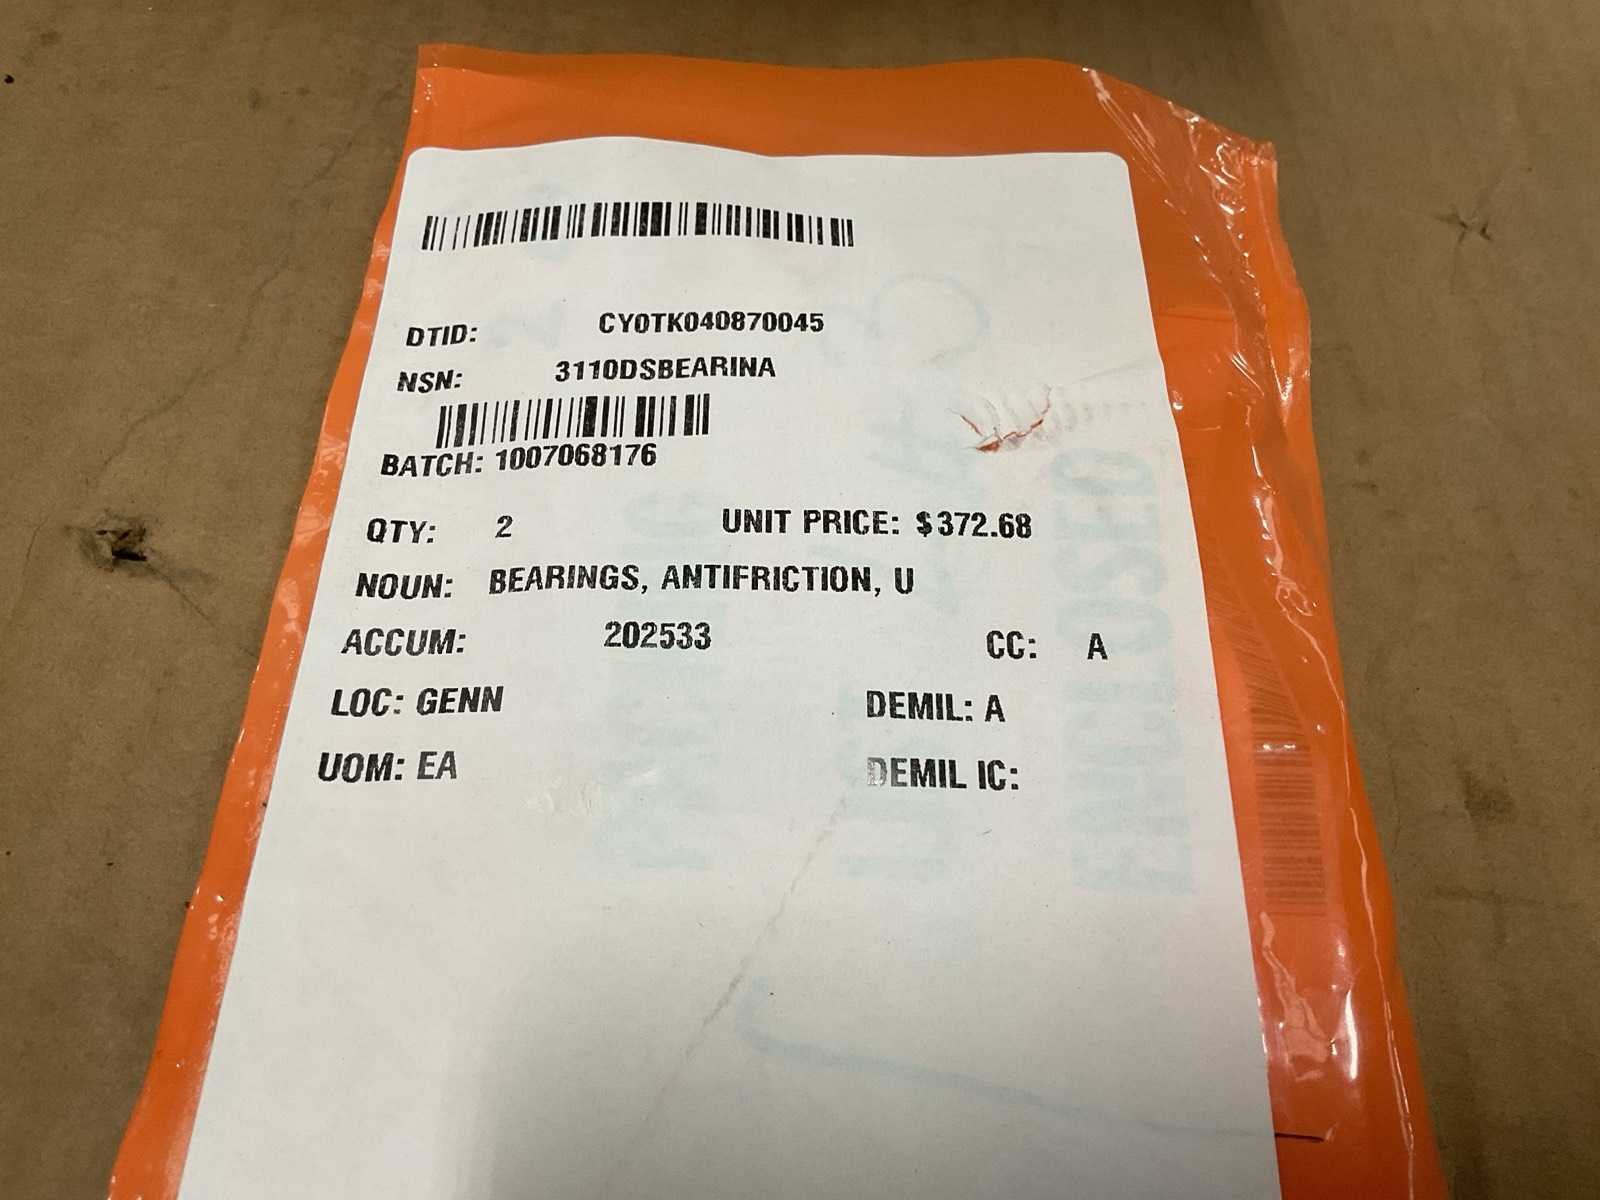 DTID: CY0TK040870045
NSN: 3110DSBEARINA
BATCH: 1007068176
QTY: 2 UNIT PRICE: $372.68
NOUN: BEARINGS, ANTIFRICTION, U
ACCUM: 202533 CC: A
LOC: GENN DEMIL: A
UOM: EA DEMIL IC: